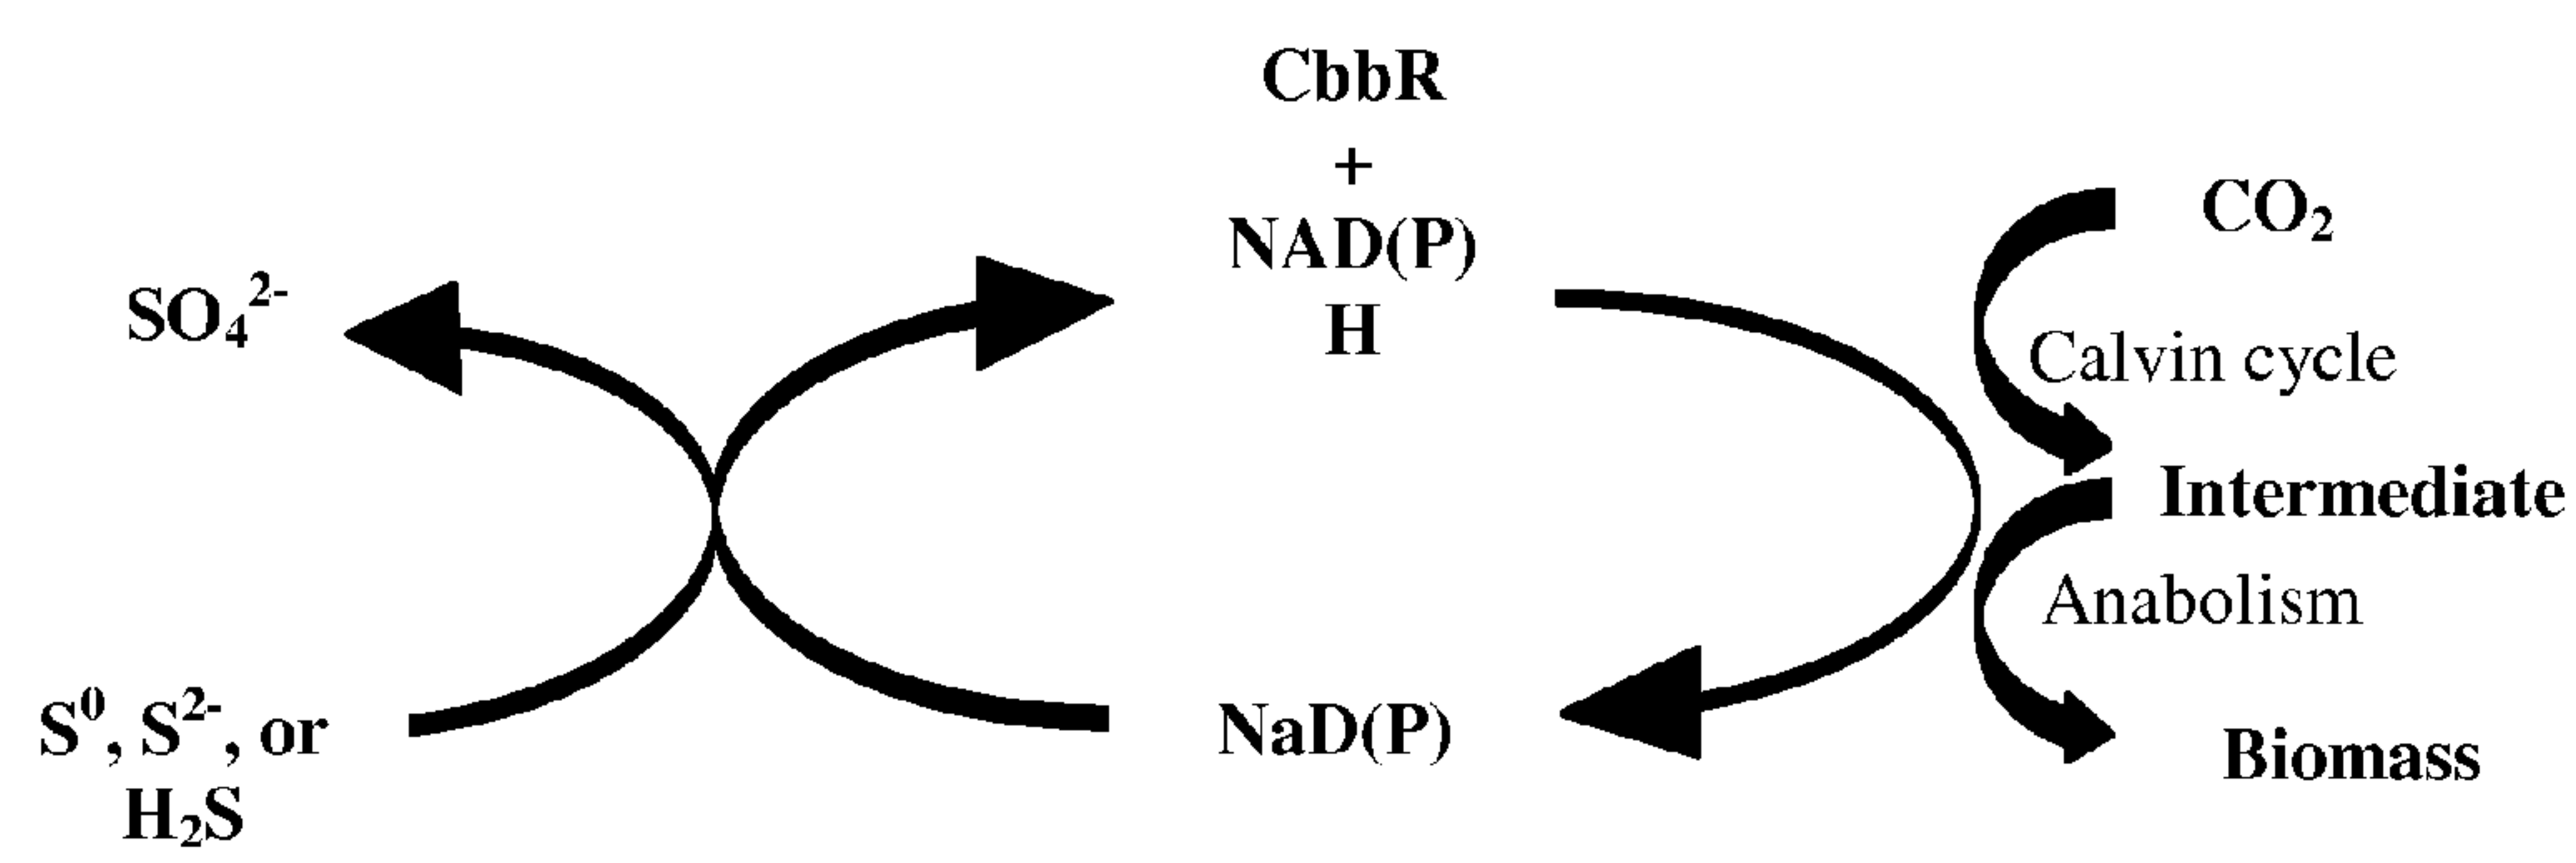 CbbR
+
NAD(P)
H
SO₄²⁻
S⁰, S²⁻, or
H₂S
NaD(P)
CO₂
Calvin cycle
Intermediate
Anabolism
Biomass